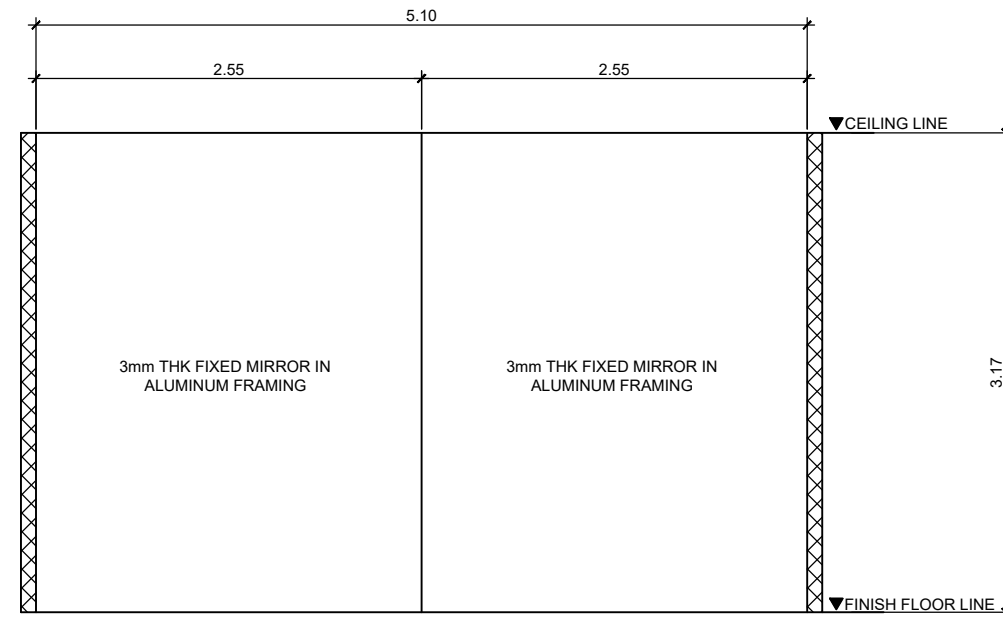 5.10
2.55
2.55
CEILING LINE
3mm THK FIXED MIRROR IN
ALUMINUM FRAMING
3mm THK FIXED MIRROR IN
ALUMINUM FRAMING
3.17
FINISH FLOOR LINE